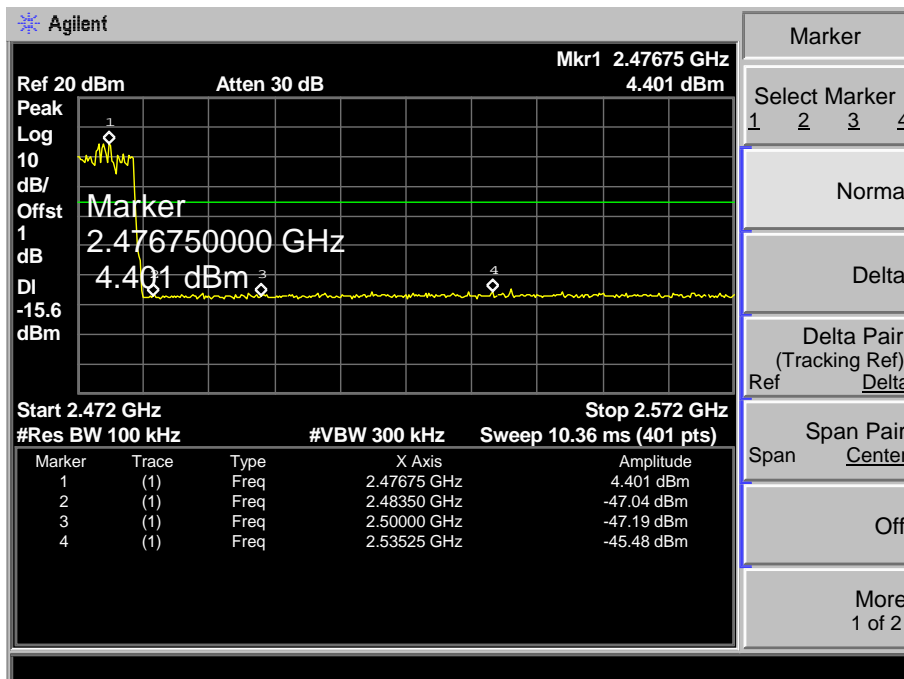 Agilent
Mkr1 2.47675 GHz
Ref 20 dBm Atten 30 dB 4.401 dBm
Peak
Log
10
dB/
Offst
1
dB
DI
-15.6
dBm
1
2
3
4
Marker
2.476750000 GHz
4.401 dBm
Start 2.472 GHz Stop 2.572 GHz
#Res BW 100 kHz #VBW 300 kHz Sweep 10.36 ms (401 pts)
Marker Trace Type X Axis Amplitude
1 (1) Freq 2.47675 GHz 4.401 dBm
2 (1) Freq 2.48350 GHz -47.04 dBm
3 (1) Freq 2.50000 GHz -47.19 dBm
4 (1) Freq 2.53525 GHz -45.48 dBm
Marker
Select Marker
1 2 3 4
Norma
Delta
Delta Pair
(Tracking Ref)
Ref Delta
Span Pair
Span Center
Off
More
1 of 2